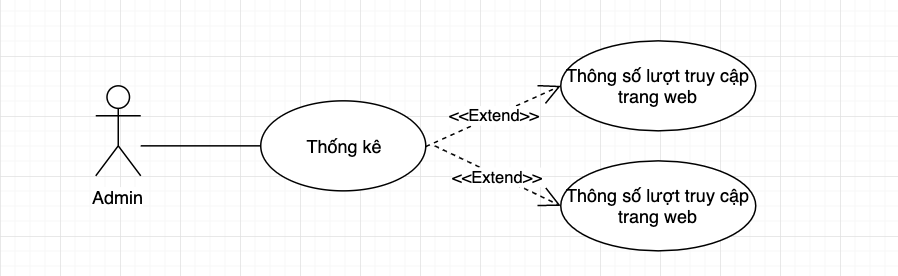 Thông số lượt truy cập
trang web
<<Extend>>
Thống kê
<<Extend>>
Admin
Thông số lượt truy cập
trang web